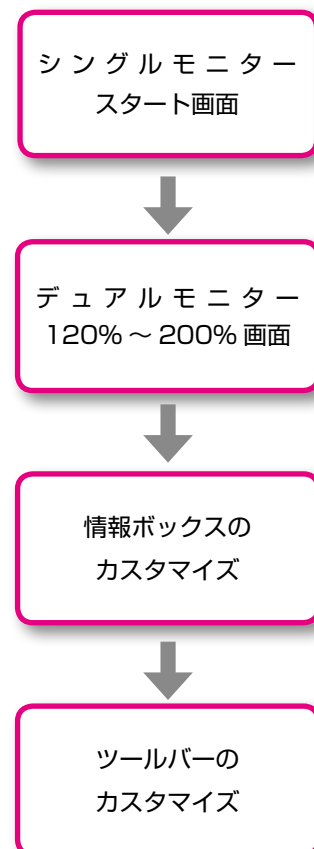 シングルモニター
スタート画面
デュアルモニター
120%～200%画面
情報ボックスの
カスタマイズ
ツールバーの
カスタマイズ